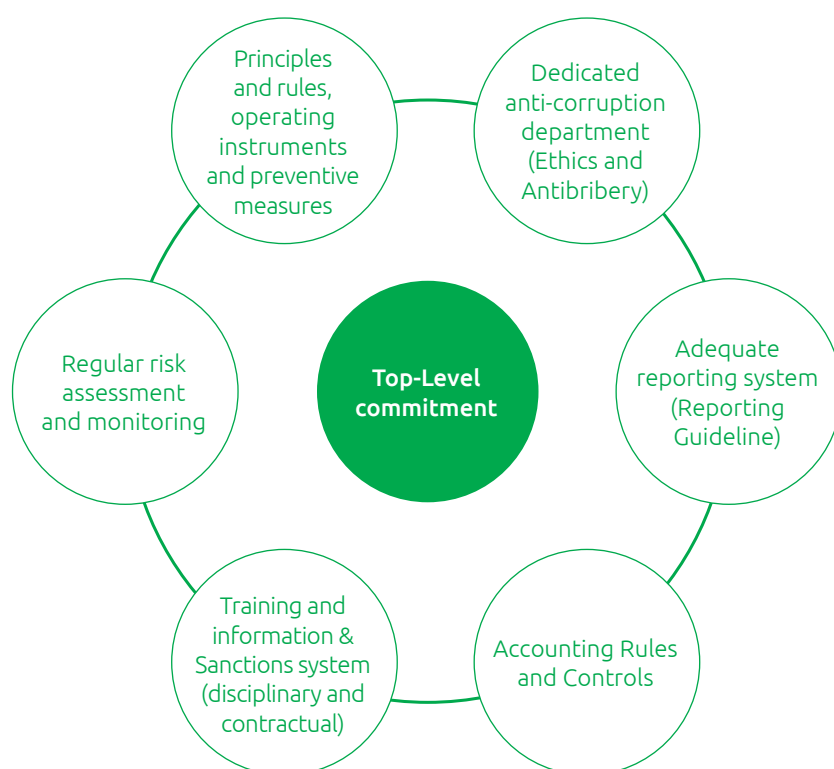 Principles
and rules,
operating
instruments
and preventive
measures
Dedicated
anti-corruption
department
(Ethics and
Antibribery)
Regular risk
assessment
and monitoring
Top-Level
commitment
Adequate
reporting system
(Reporting
Guideline)
Training and
information &
Sanctions system
(disciplinary and
contractual)
Accounting Rules
and Controls